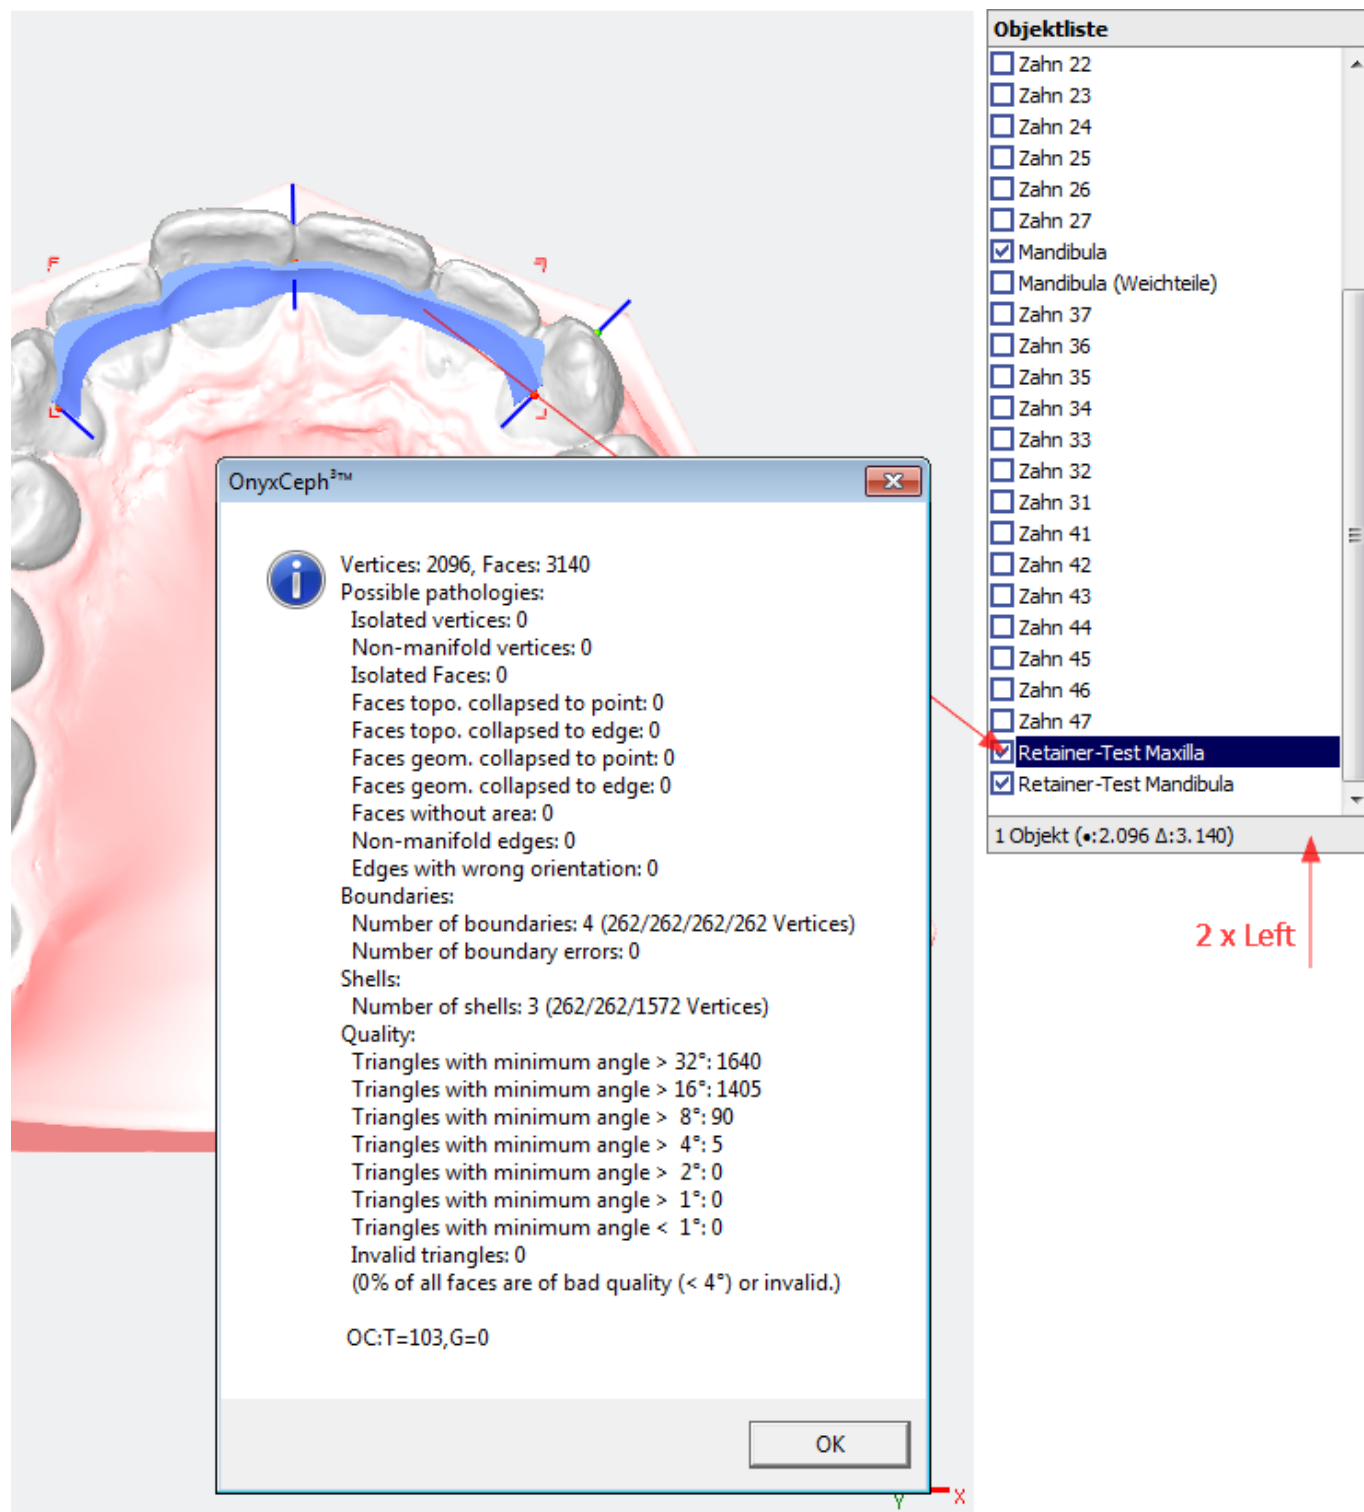 Objektliste
Zahn 22
Zahn 23
Zahn 24
Zahn 25
Zahn 26
Zahn 27
Mandibula
Mandibula (Weichteile)
Zahn 37
Zahn 36
Zahn 35
Zahn 34
Zahn 33
Zahn 32
Zahn 31
Zahn 41
Zahn 42
Zahn 43
Zahn 44
Zahn 45
Zahn 46
Zahn 47
Retainer-Test Maxilla
Retainer-Test Mandibula
1 Objekt (•:2.096 Δ:3.140)
2 x Left
OnyxCeph³™
Vertices: 2096, Faces: 3140
Possible pathologies:
Isolated vertices: 0
Non-manifold vertices: 0
Isolated Faces: 0
Faces topo. collapsed to point: 0
Faces topo. collapsed to edge: 0
Faces geom. collapsed to point: 0
Faces geom. collapsed to edge: 0
Faces without area: 0
Non-manifold edges: 0
Edges with wrong orientation: 0
Boundaries:
Number of boundaries: 4 (262/262/262/262 Vertices)
Number of boundary errors: 0
Shells:
Number of shells: 3 (262/262/1572 Vertices)
Quality:
Triangles with minimum angle > 32°: 1640
Triangles with minimum angle > 16°: 1405
Triangles with minimum angle >  8°: 90
Triangles with minimum angle >  4°: 5
Triangles with minimum angle >  2°: 0
Triangles with minimum angle >  1°: 0
Triangles with minimum angle <  1°: 0
Invalid triangles: 0
(0% of all faces are of bad quality (< 4°) or invalid.)
OC:T=103,G=0
OK
Y
X